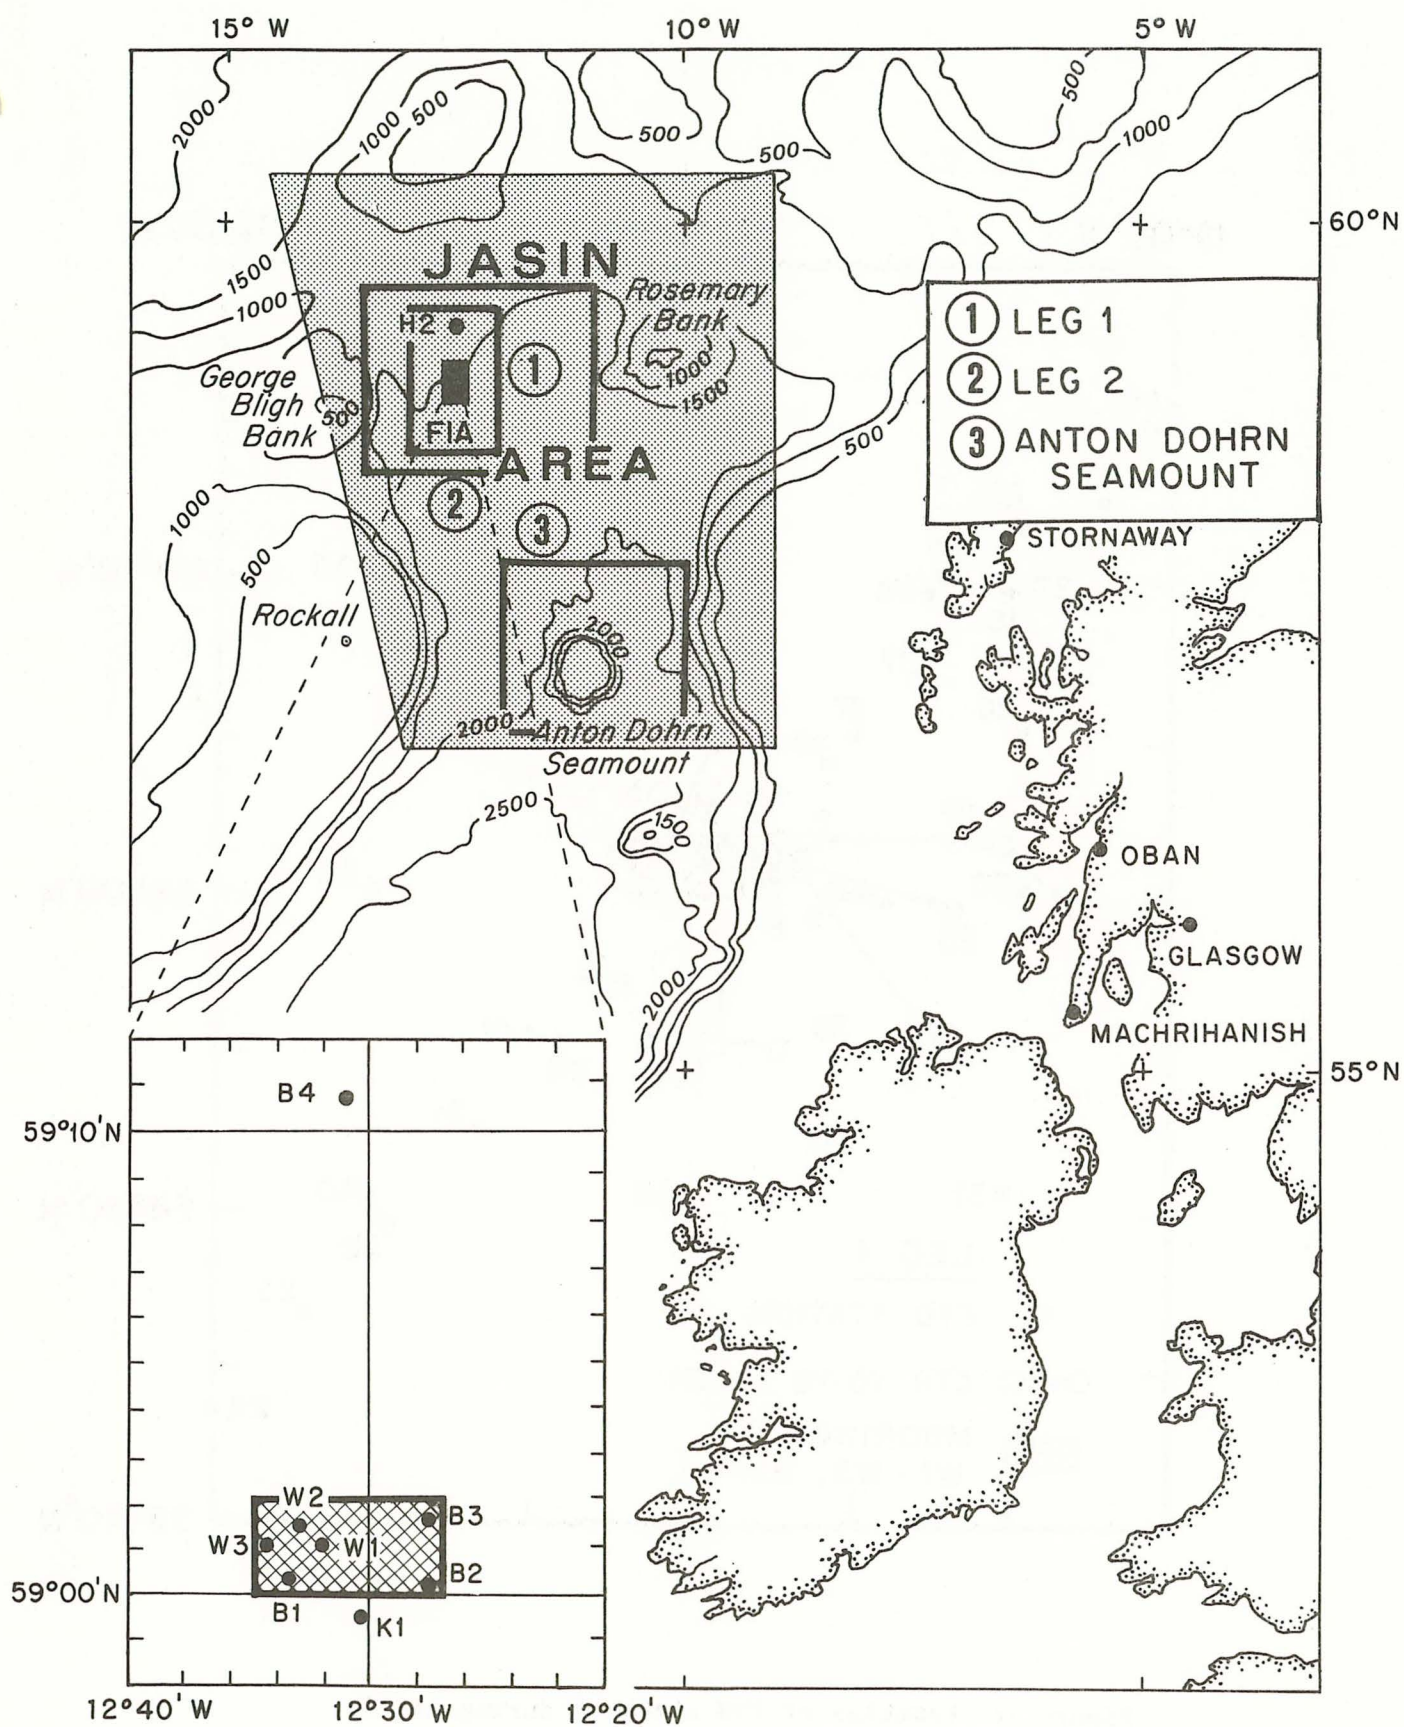 15° W
10° W
5° W
2000
1000
500
500
500
500
1000
60°N
1500
1000
JASIN
AREA
H2
FIA
1
2
3
Rosemary
Bank
1000
1500
George
Bligh
Bank
500
500
1 LEG 1
2 LEG 2
3 ANTON DOHRN
SEAMOUNT
1000
500
Rockall
2000
2000
Anton Dohrn
Seamount
2500
150
2000
STORNAWAY
OBAN
GLASGOW
MACHRIHANISH
55°N
B4
59°10'N
W2
B3
W3
W1
B2
59°00'N
B1
K1
12°40'W
12°30'W
12°20'W